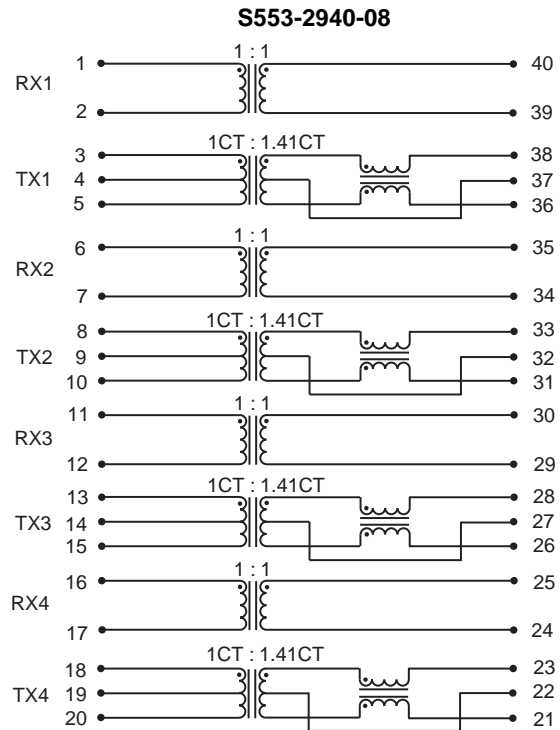 S553-2940-08
1 : 1
1 40
RX1
2 39
1CT : 1.41CT
3 38
TX1 4 37
5 36
1 : 1
6 35
RX2
7 34
1CT : 1.41CT
8 33
TX2 9 32
10 31
1 : 1
11 30
RX3
12 29
1CT : 1.41CT
13 28
TX3 14 27
15 26
1 : 1
16 25
RX4
17 24
1CT : 1.41CT
18 23
TX4 19 22
20 21